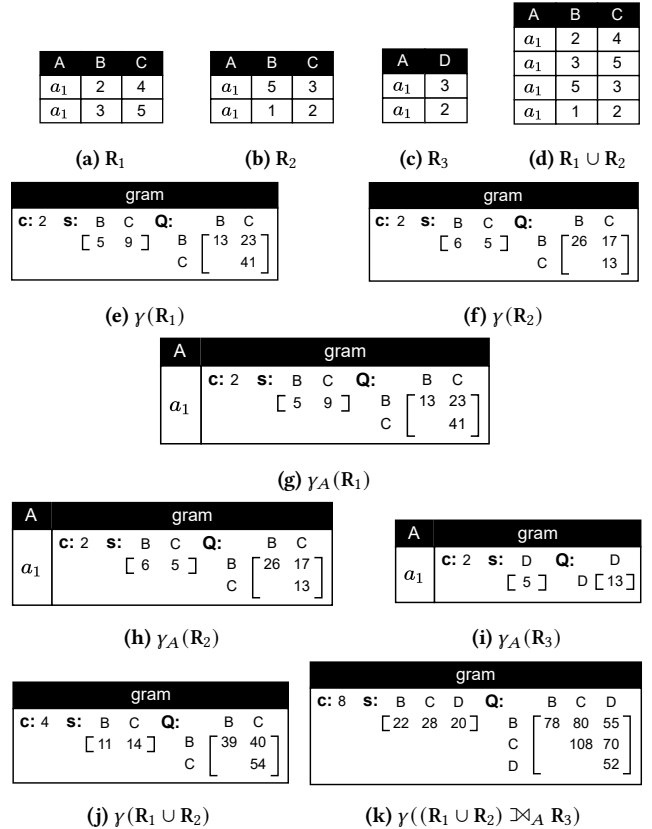 A B C
a₁ 2 4
a₁ 3 5
(a) R₁
A B C
a₁ 5 3
a₁ 1 2
(b) R₂
A D
a₁ 3
a₁ 2
(c) R₃
A B C
a₁ 2 4
a₁ 3 5
a₁ 5 3
a₁ 1 2
(d) R₁ ∪ R₂
gram
c: 2 s: B C Q: B C
[ 5 9 ] B [ 13 23 ]
C 41
(e) γ(R₁)
gram
c: 2 s: B C Q: B C
[ 6 5 ] B [ 26 17 ]
C 13
(f) γ(R₂)
A gram
c: 2 s: B C Q: B C
a₁ [ 5 9 ] B [ 13 23 ]
C 41
(g) γ_A(R₁)
A gram
c: 2 s: B C Q: B C
a₁ [ 6 5 ] B [ 26 17 ]
C 13
(h) γ_A(R₂)
A gram
c: 2 s: D Q: D
a₁ [ 5 ] D [ 13 ]
(i) γ_A(R₃)
gram
c: 4 s: B C Q: B C
[ 11 14 ] B [ 39 40 ]
C 54
(j) γ(R₁ ∪ R₂)
gram
c: 8 s: B C D Q: B C D
[ 22 28 20 ] B [ 78 80 55 ]
C 108 70
D 52
(k) γ((R₁ ∪ R₂) ⟕_A R₃)